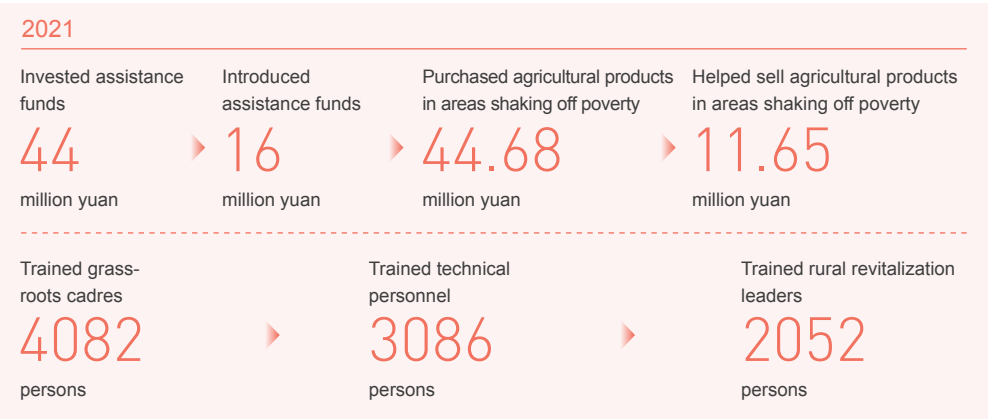 2021
Invested assistance
funds
44
million yuan
Introduced
assistance funds
16
million yuan
Purchased agricultural products
in areas shaking off poverty
44.68
million yuan
Helped sell agricultural products
in areas shaking off poverty
11.65
million yuan
Trained grass-
roots cadres
4082
persons
Trained technical
personnel
3086
persons
Trained rural revitalization
leaders
2052
persons